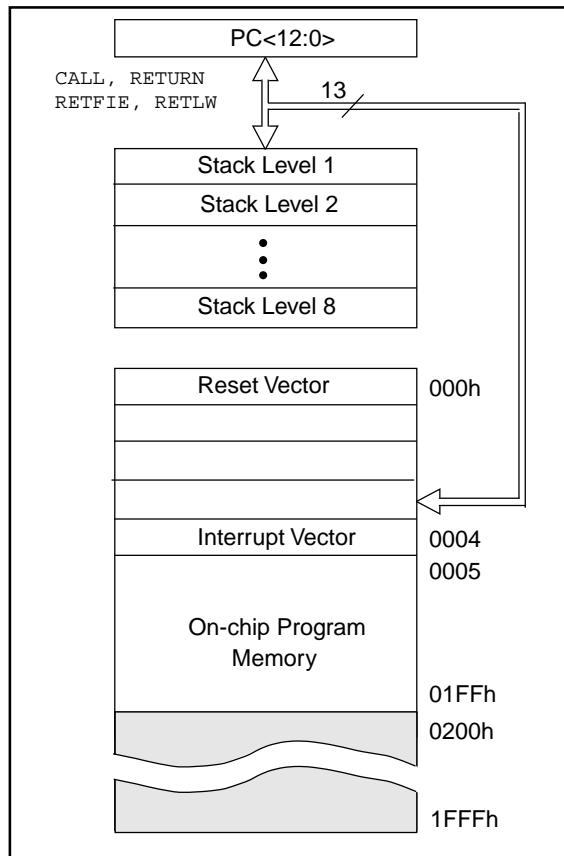 PC<12:0>
CALL, RETURN
RETFIE, RETLW
13
Stack Level 1
Stack Level 2
Stack Level 8
Reset Vector
000h
Interrupt Vector
0004
0005
On-chip Program
Memory
01FFh
0200h
1FFFh